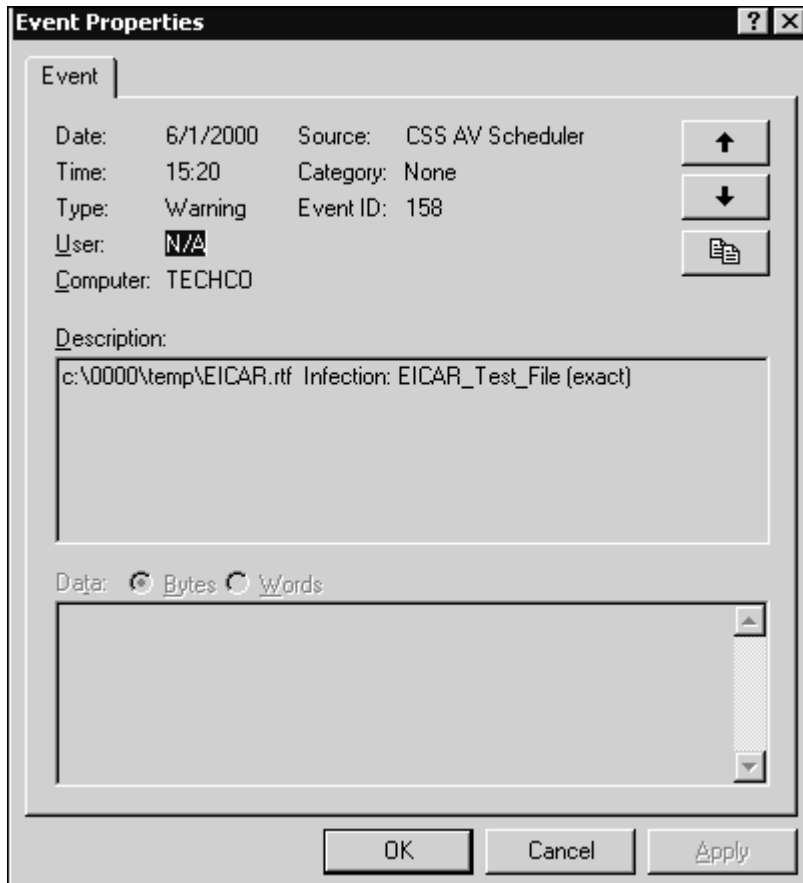 Event Properties
Event
Date: 6/1/2000 Source: CSS AV Scheduler
Time: 15:20 Category: None
Type: Warning Event ID: 158
User: N/A
Computer: TECHCO
Description:
c:\0000\temp\EICAR.rtf Infection: EICAR_Test_File (exact)
Data: Bytes Words
OK Cancel Apply